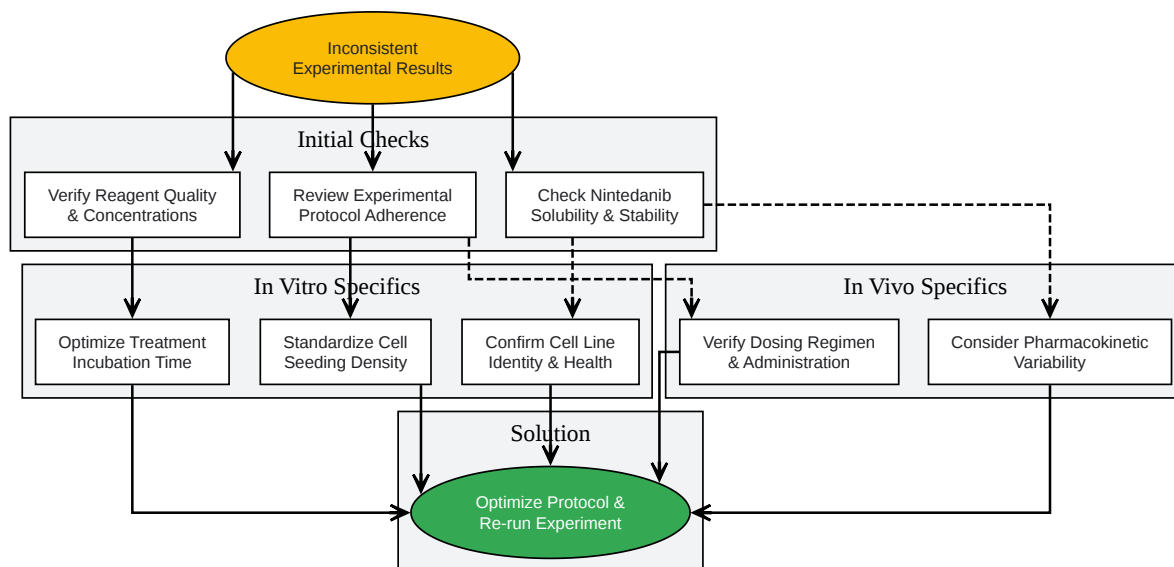 Inconsistent
Experimental Results
Initial Checks
Verify Reagent Quality
& Concentrations
Review Experimental
Protocol Adherence
Check Nintedanib
Solubility & Stability
In Vitro Specifics
In Vivo Specifics
Optimize Treatment
Incubation Time
Standardize Cell
Seeding Density
Confirm Cell Line
Identity & Health
Verify Dosing Regimen
& Administration
Consider Pharmacokinetic
Variability
Solution
Optimize Protocol &
Re-run Experiment